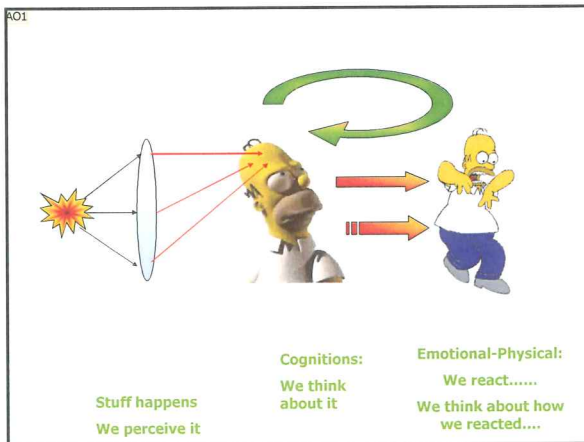 AO1
Stuff happens
We perceive it
Cognitions:
We think
about it
Emotional-Physical:
We react......
We think about how
we reacted....